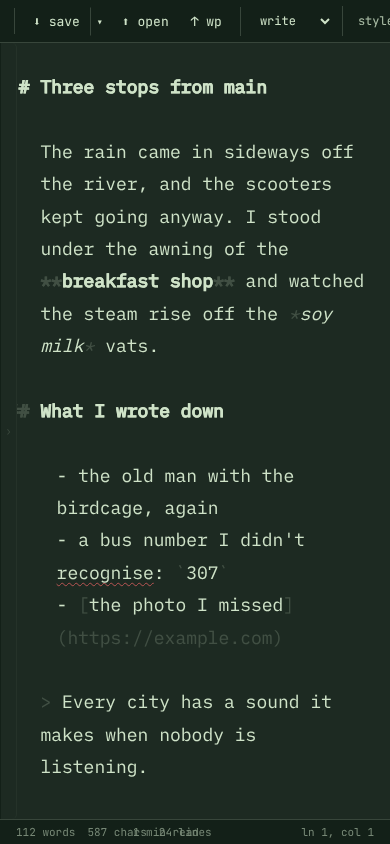 ⬇ save ▾ ⬆ open ↑ wp write style
# Three stops from main
The rain came in sideways off
the river, and the scooters
kept going anyway. I stood
under the awning of the
**breakfast shop** and watched
the steam rise off the *soy
milk* vats.
# What I wrote down
- the old man with the
birdcage, again
- a bus number I didn't
recognise: `307`
- [the photo I missed]
(https://example.com)
> Every city has a sound it
makes when nobody is
listening.
112 words 587 chars ln 1, col 1